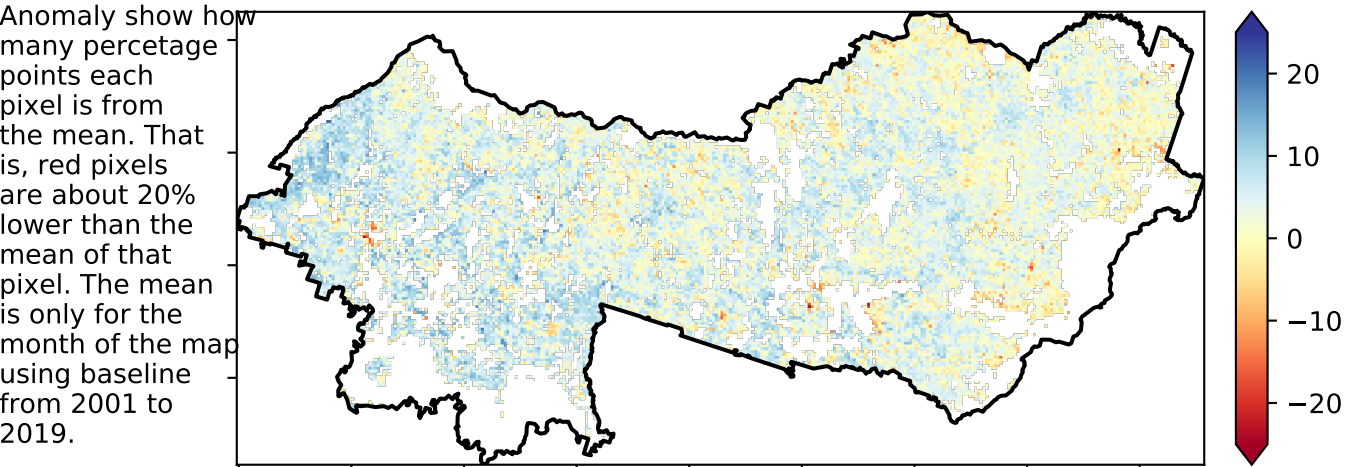 Anomaly show how
many percetage
points each
pixel is from
the mean. That
is, red pixels
are about 20%
lower than the
mean of that
pixel. The mean
is only for the
month of the map
using baseline
from 2001 to
2019.
20
10
0
−10
−20